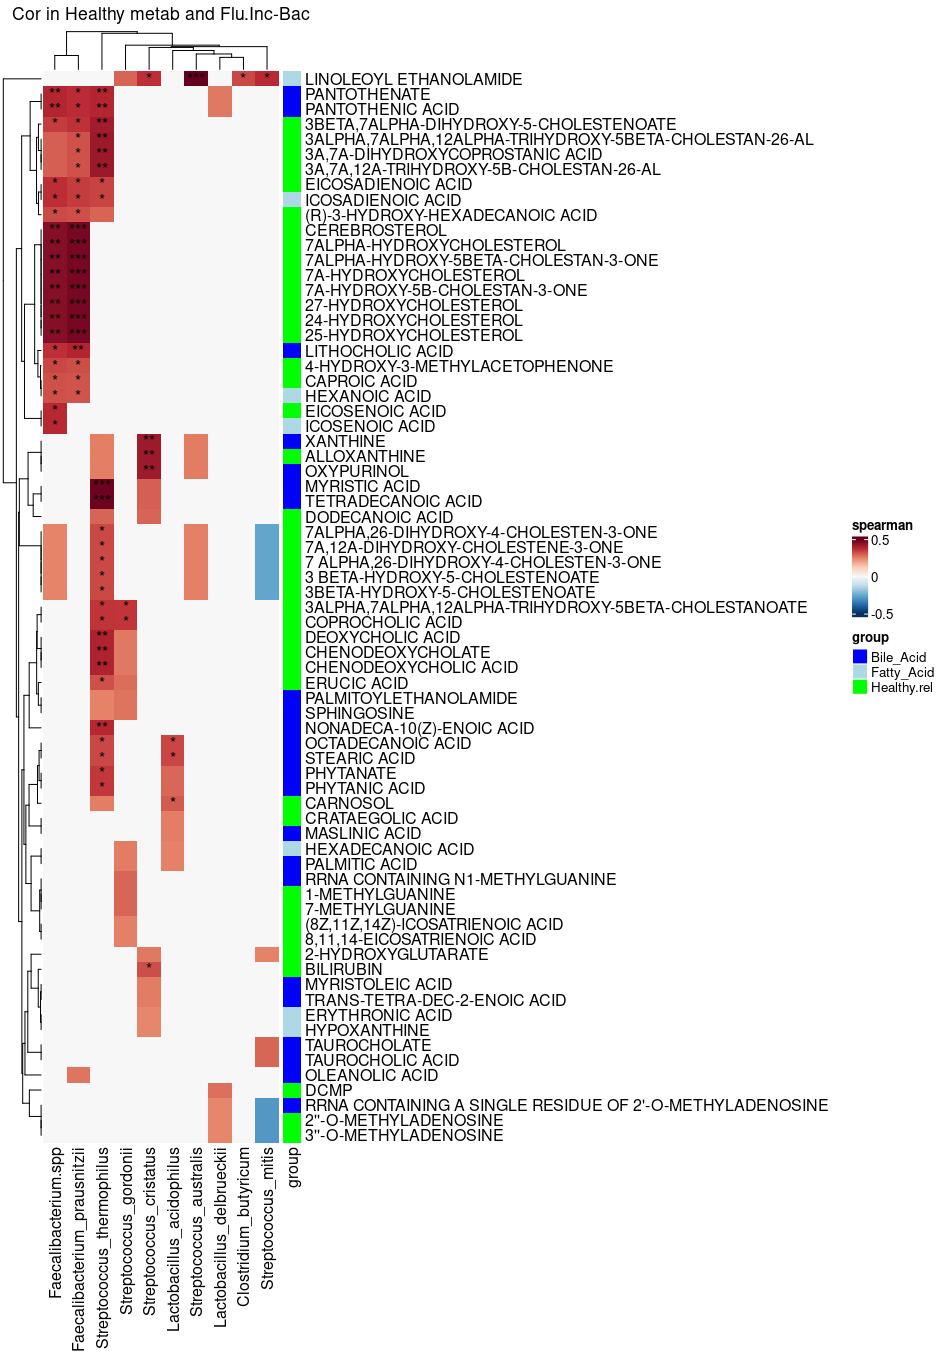 Cor in Healthy metab and Flu.Inc-Bac
* *** * * LINOLEOYL ETHANOLAMIDE
** * ** PANTOTHENATE
** * ** PANTOTHENIC ACID
* * ** 3BETA,7ALPHA-DIHYDROXY-5-CHOLESTENOATE
* ** 3ALPHA,7ALPHA,12ALPHA-TRIHYDROXY-5BETA-CHOLESTAN-26-AL
* ** 3A,7A-DIHYDROXYCOPROSTANIC ACID
* ** 3A,7A,12A-TRIHYDROXY-5B-CHOLESTAN-26-AL
* * * EICOSADIENOIC ACID
* * * ICOSADIENOIC ACID
* * (R)-3-HYDROXY-HEXADECANOIC ACID
** *** CEREBROSTEROL
** *** 7ALPHA-HYDROXYCHOLESTEROL
** *** 7ALPHA-HYDROXY-5BETA-CHOLESTAN-3-ONE
** *** 7A-HYDROXYCHOLESTEROL
** *** 7A-HYDROXY-5B-CHOLESTAN-3-ONE
** *** 27-HYDROXYCHOLESTEROL
** *** 24-HYDROXYCHOLESTEROL
** *** 25-HYDROXYCHOLESTEROL
* ** LITHOCHOLIC ACID
* * 4-HYDROXY-3-METHYLACETOPHENONE
* * CAPROIC ACID
* * HEXANOIC ACID
* EICOSENOIC ACID
* ICOSENOIC ACID
** XANTHINE
** ALLOXANTHINE
** OXYPURINOL
*** MYRISTIC ACID
*** TETRADECANOIC ACID
DODECANOIC ACID
* 7ALPHA,26-DIHYDROXY-4-CHOLESTEN-3-ONE
* 7A,12A-DIHYDROXY-CHOLESTENE-3-ONE
* 7 ALPHA,26-DIHYDROXY-4-CHOLESTEN-3-ONE
* 3 BETA-HYDROXY-5-CHOLESTENOATE
* 3BETA-HYDROXY-5-CHOLESTENOATE
* * 3ALPHA,7ALPHA,12ALPHA-TRIHYDROXY-5BETA-CHOLESTANOATE
* * COPROCHOLIC ACID
** DEOXYCHOLIC ACID
** CHENODEOXYCHOLATE
** CHENODEOXYCHOLIC ACID
* ERUCIC ACID
PALMITOYLETHANOLAMIDE
SPHINGOSINE
** NONADECA-10(Z)-ENOIC ACID
* * OCTADECANOIC ACID
* * STEARIC ACID
* PHYTANATE
* PHYTANIC ACID
* CARNOSOL
CRATAEGOLIC ACID
MASLINIC ACID
HEXADECANOIC ACID
PALMITIC ACID
RRNA CONTAINING N1-METHYLGUANINE
1-METHYLGUANINE
7-METHYLGUANINE
(8Z,11Z,14Z)-ICOSATRIENOIC ACID
8,11,14-EICOSATRIENOIC ACID
2-HYDROXYGLUTARATE
* BILIRUBIN
MYRISTOLEIC ACID
TRANS-TETRA-DEC-2-ENOIC ACID
ERYTHRONIC ACID
HYPOXANTHINE
TAUROCHOLATE
TAUROCHOLIC ACID
OLEANOLIC ACID
DCMP
RRNA CONTAINING A SINGLE RESIDUE OF 2'-O-METHYLADENOSINE
2''-O-METHYLADENOSINE
3''-O-METHYLADENOSINE
Faecalibacterium.spp
Faecalibacterium_prausnitzii
Streptococcus_thermophilus
Streptococcus_gordonii
Streptococcus_cristatus
Lactobacillus_acidophilus
Streptococcus_australis
Lactobacillus_delbrueckii
Clostridium_butyricum
Streptococcus_mitis
group
spearman
0.5
0
-0.5
group
Bile_Acid
Fatty_Acid
Healthy.rel